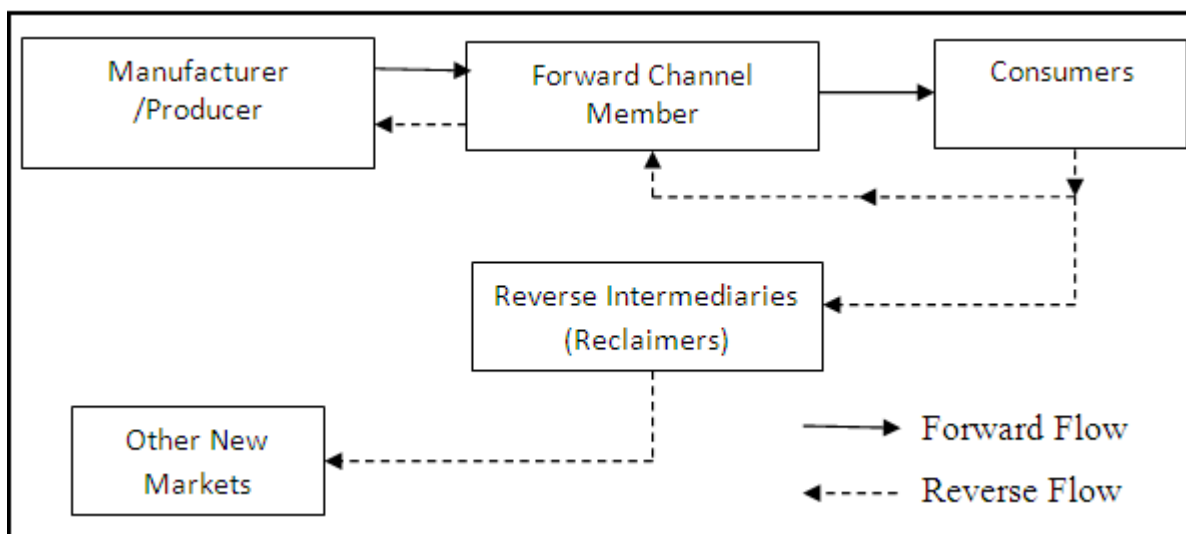 Manufacturer
/Producer
Forward Channel
Member
Consumers
Reverse Intermediaries
(Reclaimers)
Other New
Markets
Forward Flow
Reverse Flow